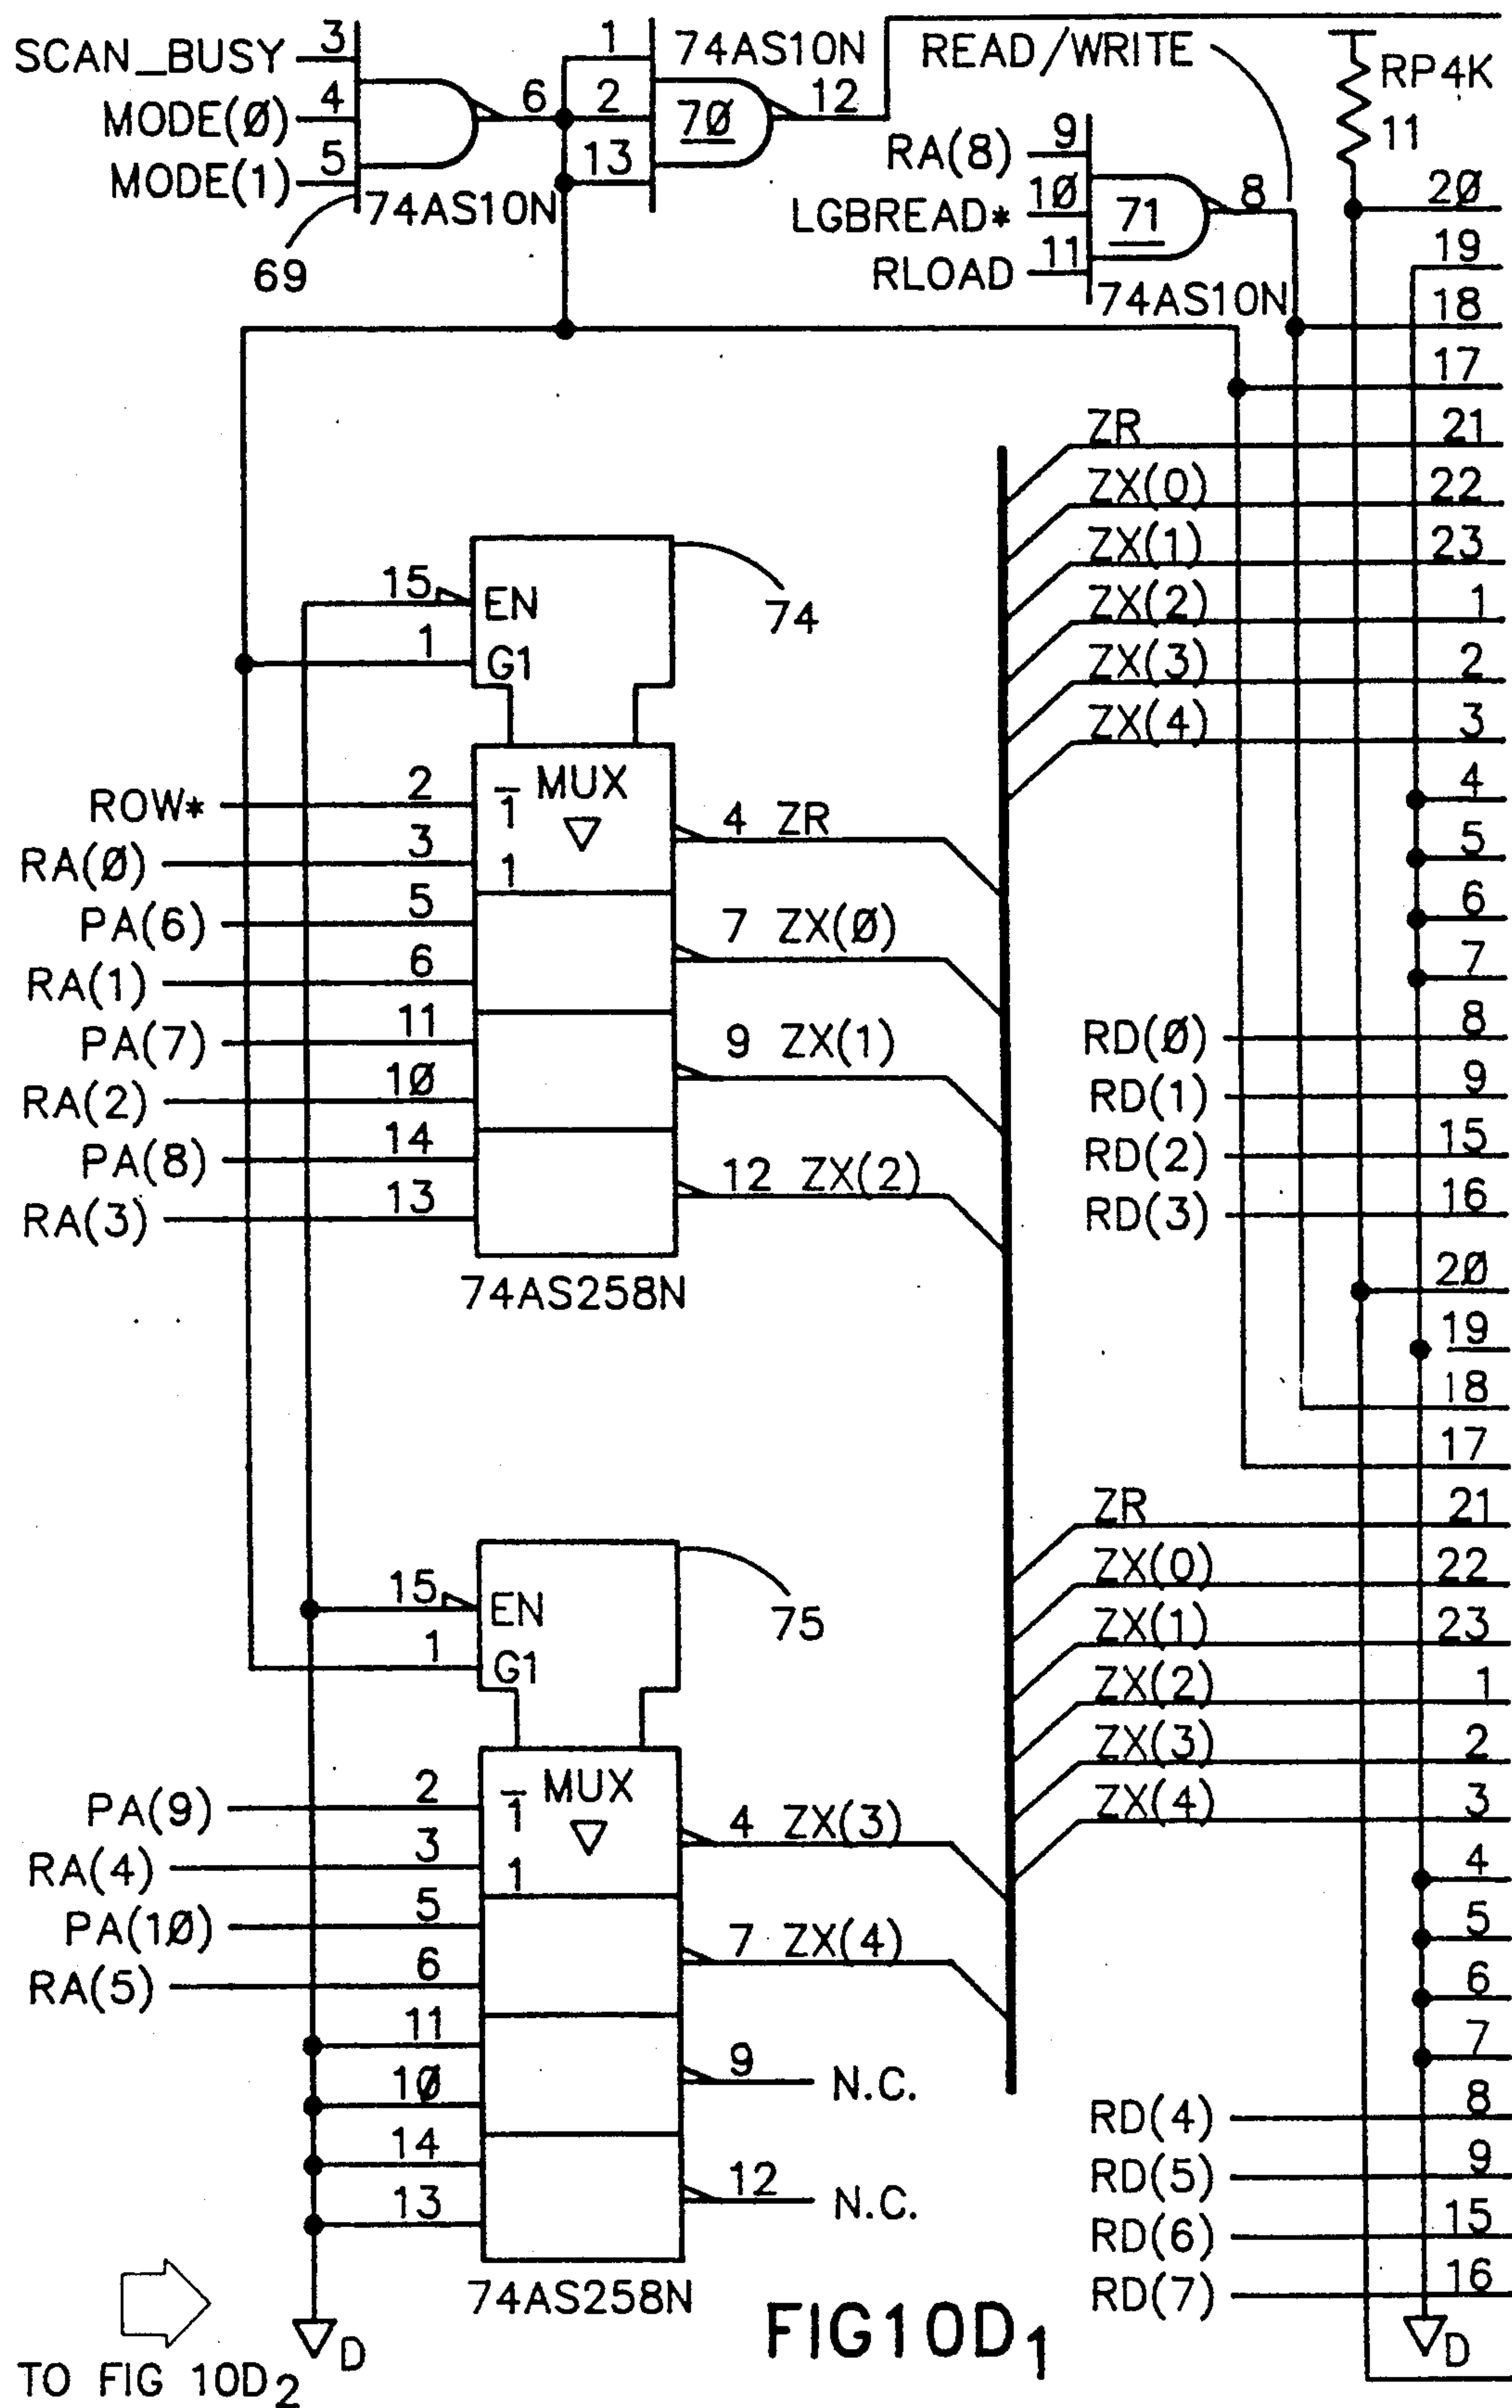 SCAN_BUSY 3
MODE(Ø) 4
MODE(1) 5
6
74AS10N
69
1
2
13
74AS10N
7Ø
12
READ/WRITE
RA(8) 9
LGBREAD* 1Ø
RLOAD 11
71
8
74AS10N
RP4K
11
2Ø
19
18
17
ZR 21
ZX(0) 22
ZX(1) 23
ZX(2) 1
ZX(3) 2
ZX(4) 3
4
5
6
7
RD(Ø) 8
RD(1) 9
RD(2) 15
RD(3) 16
15 EN
1 G1
74
MUX
ROW* 2 1
RA(Ø) 3 1
4 ZR
PA(6) 5
RA(1) 6
7 ZX(Ø)
PA(7) 11
RA(2) 1Ø
9 ZX(1)
PA(8) 14
RA(3) 13
12 ZX(2)
74AS258N
2Ø
19
18
17
ZR 21
ZX(0) 22
ZX(1) 23
ZX(2) 1
ZX(3) 2
ZX(4) 3
4
5
6
7
RD(4) 8
RD(5) 9
RD(6) 15
RD(7) 16
D
15 EN
1 G1
75
MUX
PA(9) 2 1
RA(4) 3 1
4 ZX(3)
PA(1Ø) 5
RA(5) 6
7 ZX(4)
11
1Ø
9 N.C.
14
13
12 N.C.
74AS258N
D
TO FIG 10D2
FIG10D1